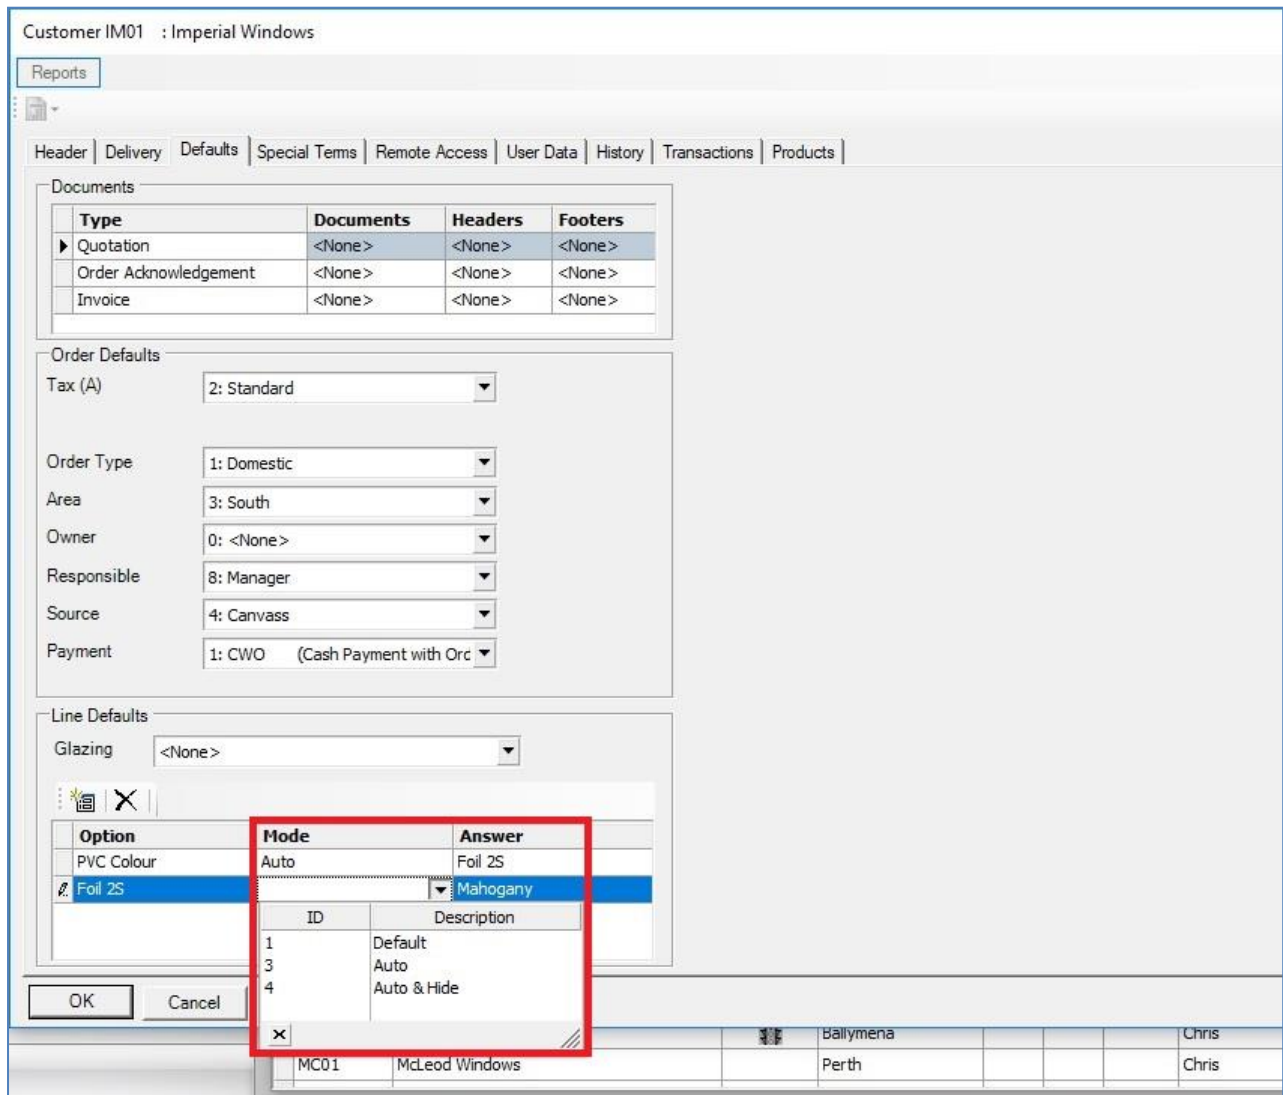 Customer IM01 : Imperial Windows
Reports
Header Delivery Defaults Special Terms Remote Access User Data History Transactions Products
Documents
Type Documents Headers Footers
Quotation <None> <None> <None>
Order Acknowledgement <None> <None> <None>
Invoice <None> <None> <None>
Order Defaults
Tax (A) 2: Standard
Order Type 1: Domestic
Area 3: South
Owner 0: <None>
Responsible 8: Manager
Source 4: Canvass
Payment 1: CWO (Cash Payment with Orc
Line Defaults
Glazing <None>
Option Mode Answer
PVC Colour Auto Foil 2S
Foil 2S Mahogany
ID Description
1 Default
3 Auto
4 Auto & Hide
OK Cancel
Ballymena Chris
MC01 McLeod Windows Perth Chris